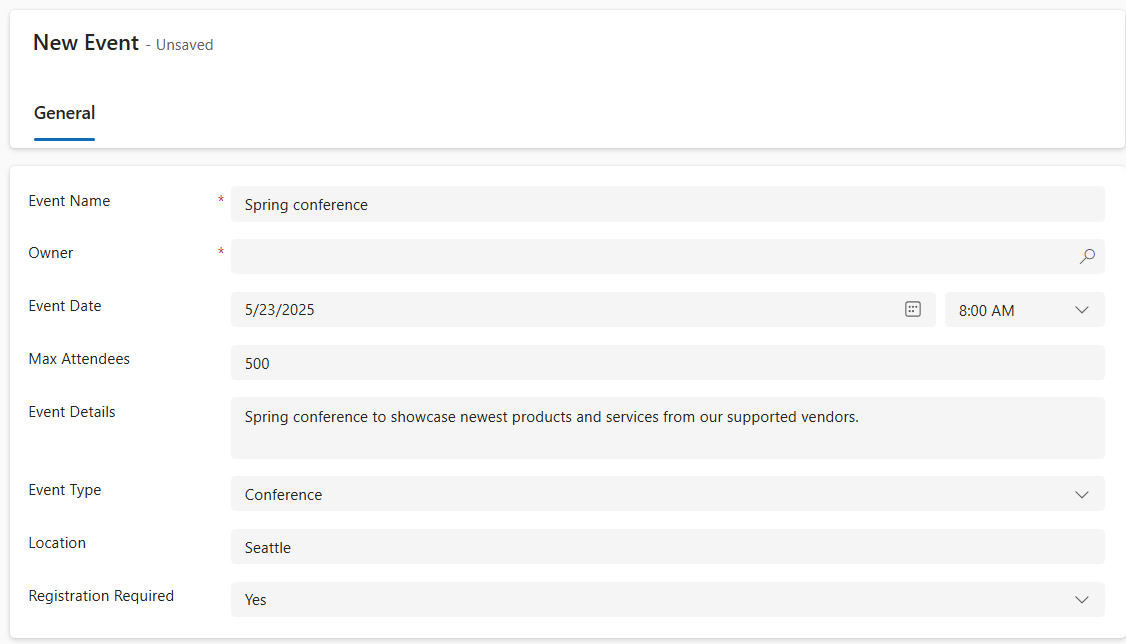 New Event - Unsaved
General
Event Name * Spring conference
Owner *
Event Date 5/23/2025 8:00 AM
Max Attendees 500
Event Details Spring conference to showcase newest products and services from our supported vendors.
Event Type Conference
Location Seattle
Registration Required Yes